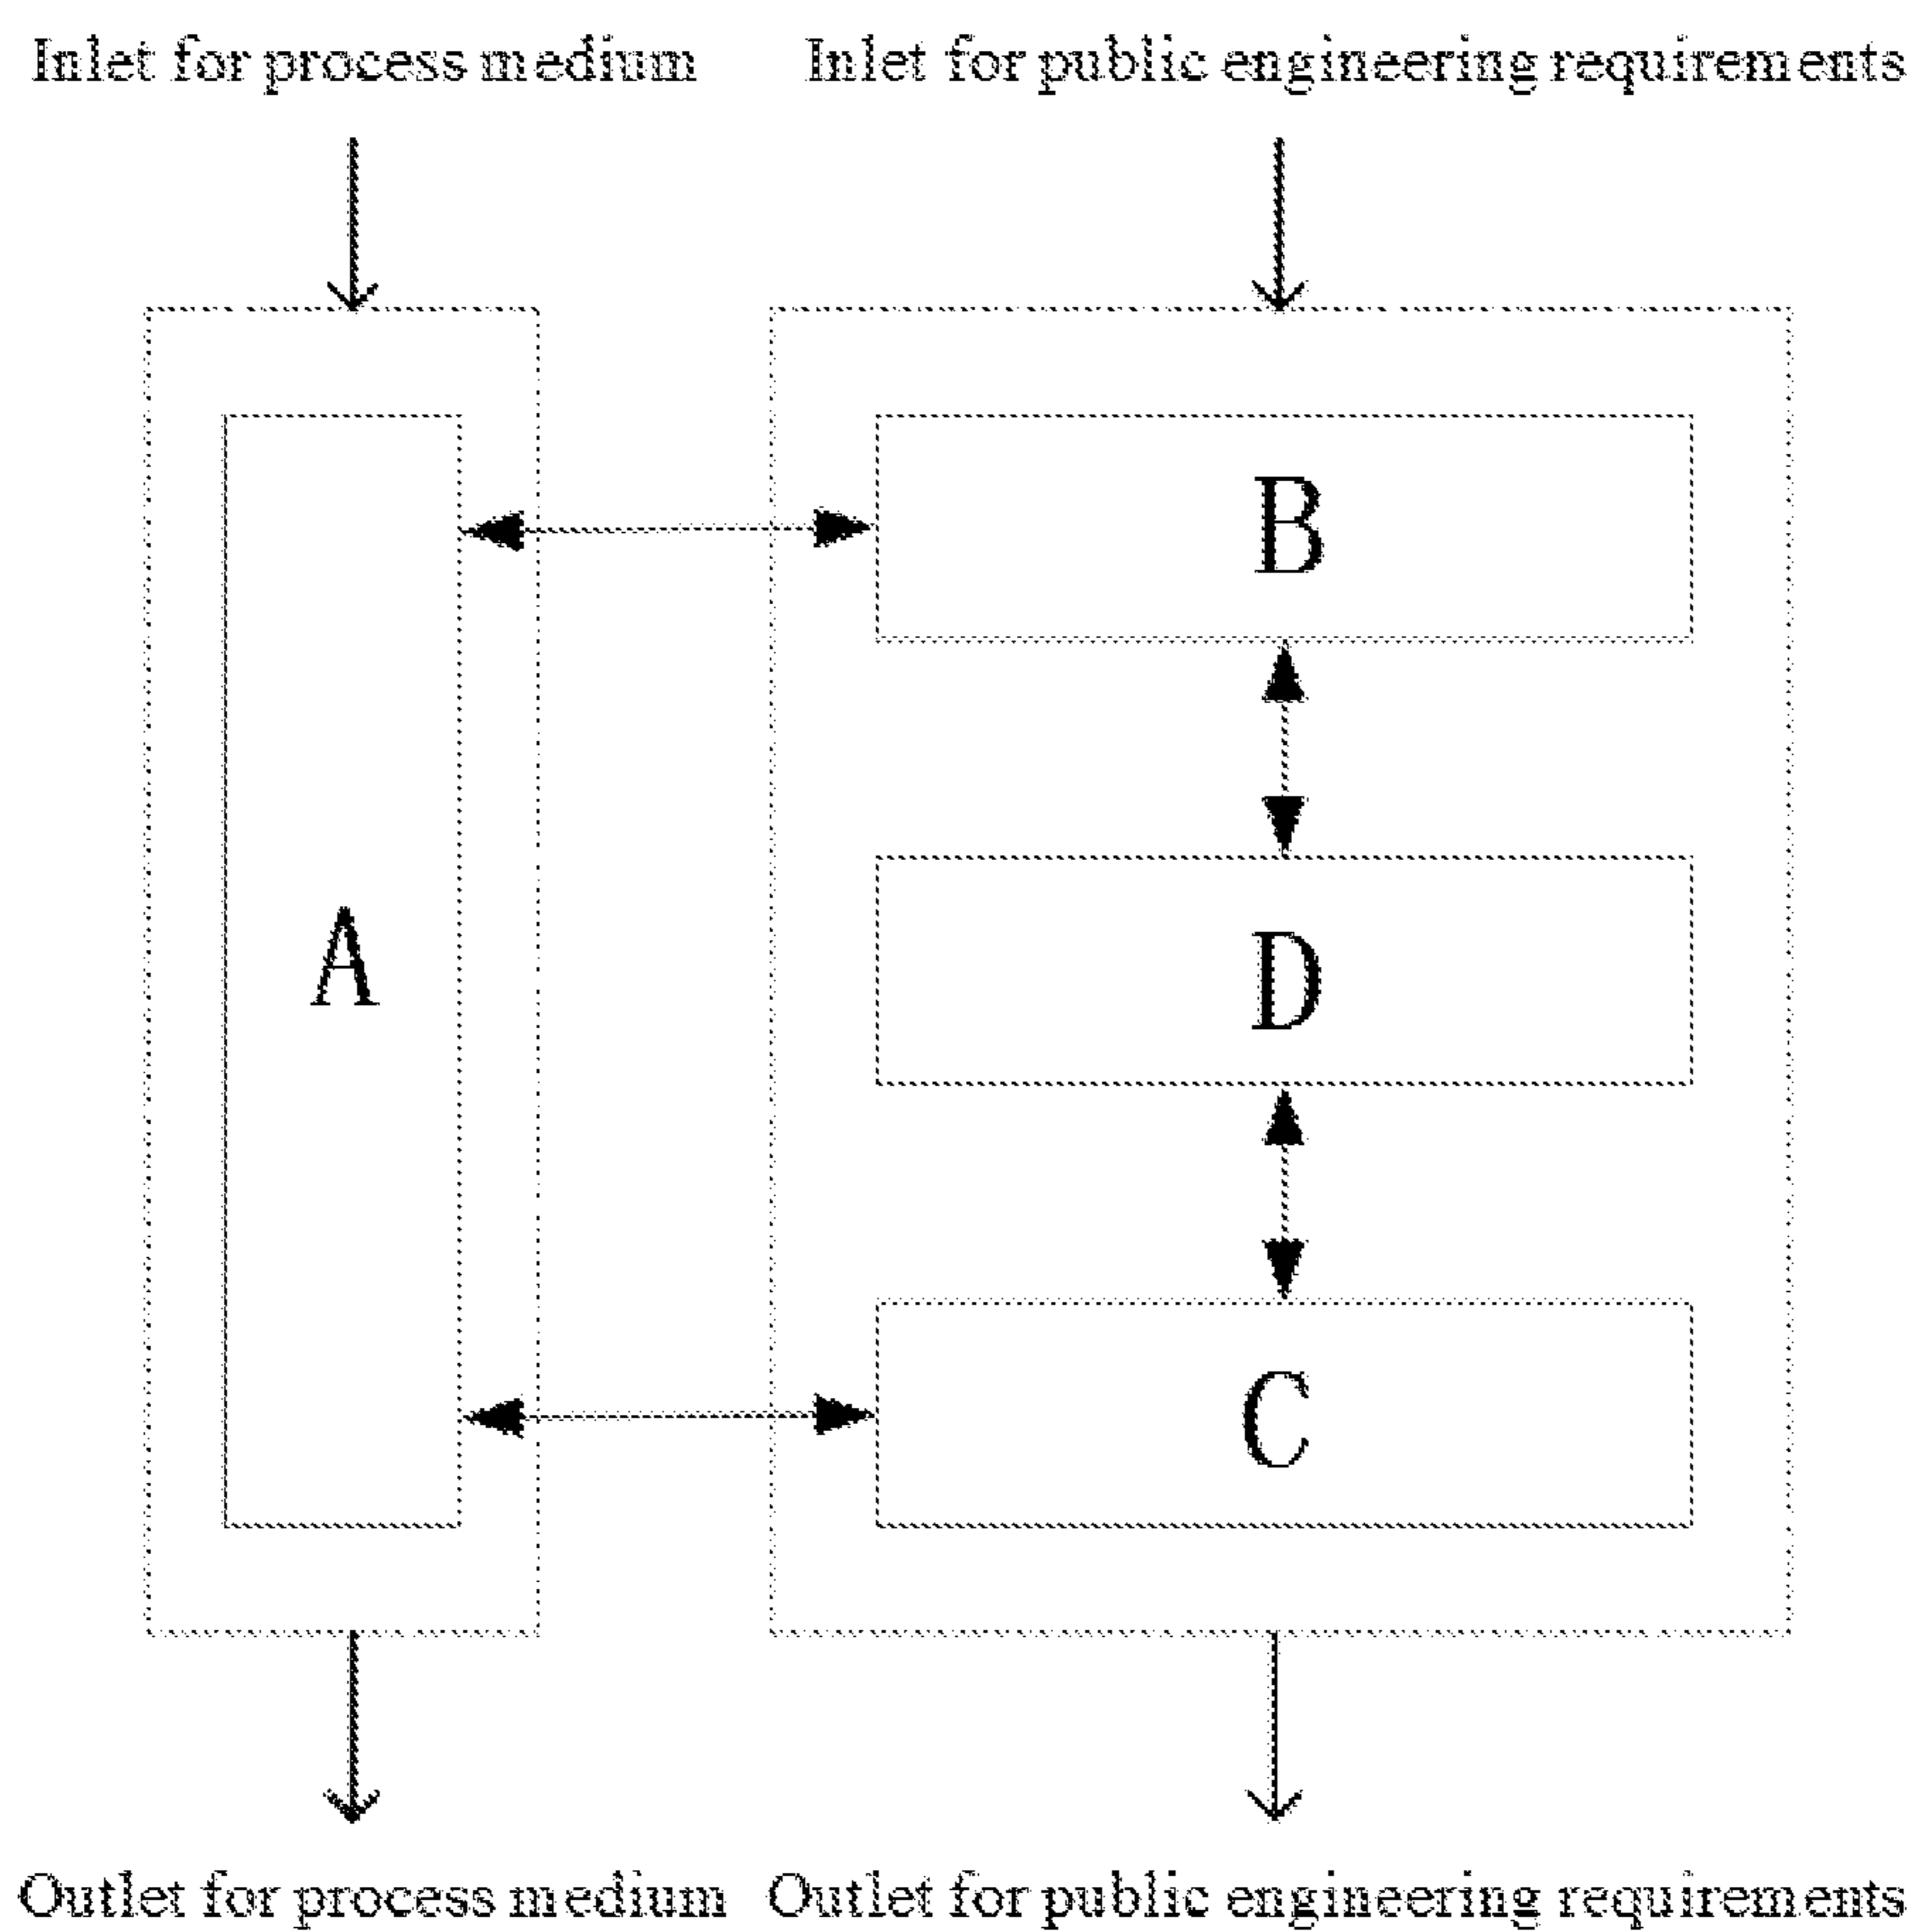 Inlet for process medium
Inlet for public engineering requirements
B
A
D
C
Outlet for process medium
Outlet for public engineering requirements